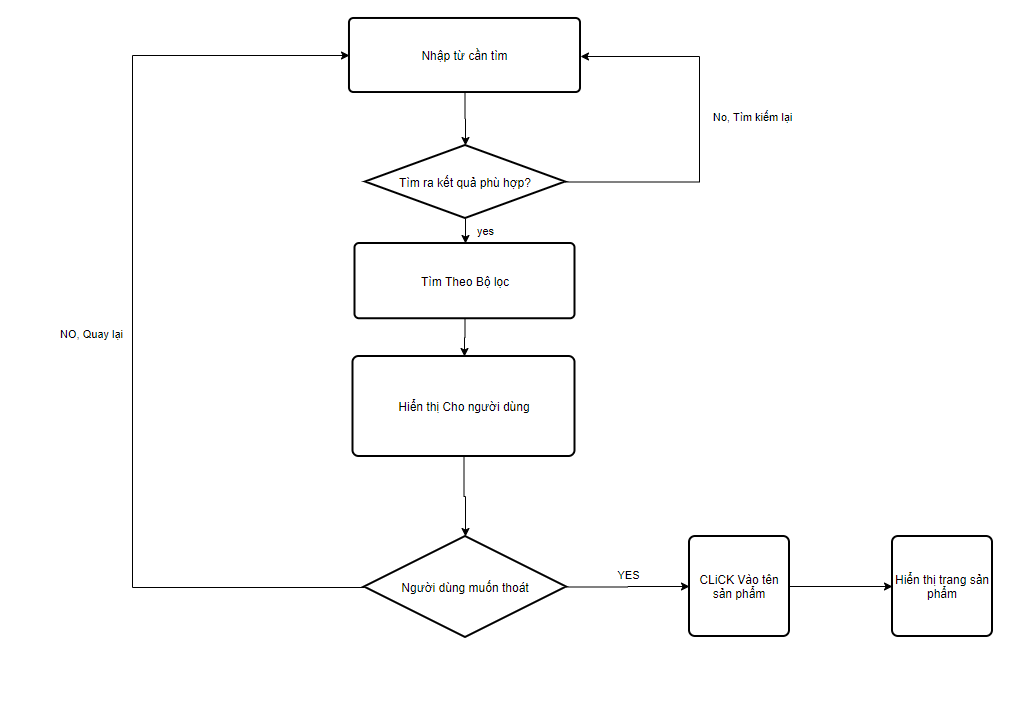 Nhập từ cần tìm
No, Tìm kiếm lại
Tìm ra kết quả phù hợp?
yes
Tìm Theo Bộ lọc
NO, Quay lại
Hiển thị Cho người dùng
YES
Người dùng muốn thoát
CLiCK Vào tên
sản phẩm
Hiển thị trang sản
phẩm